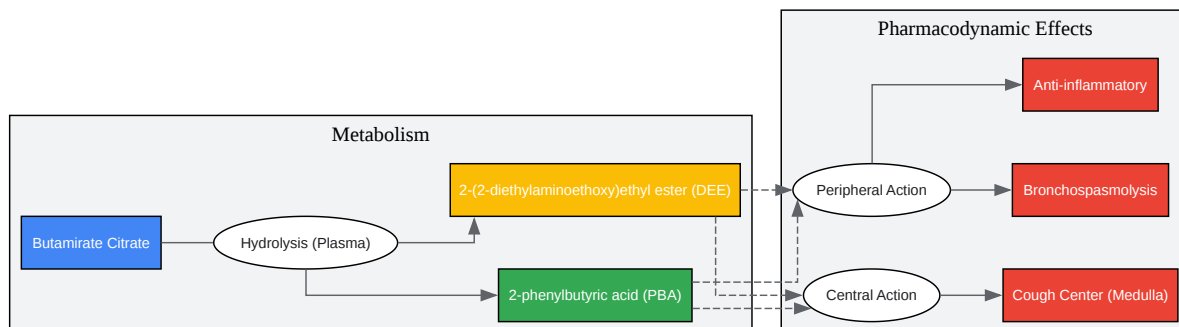 Pharmacodynamic Effects
Anti-inflammatory
Metabolism
2-(2-diethylaminoethoxy)ethyl ester (DEE)
Peripheral Action
Bronchospasmolysis
Butamirate Citrate
Hydrolysis (Plasma)
2-phenylbutyric acid (PBA)
Central Action
Cough Center (Medulla)